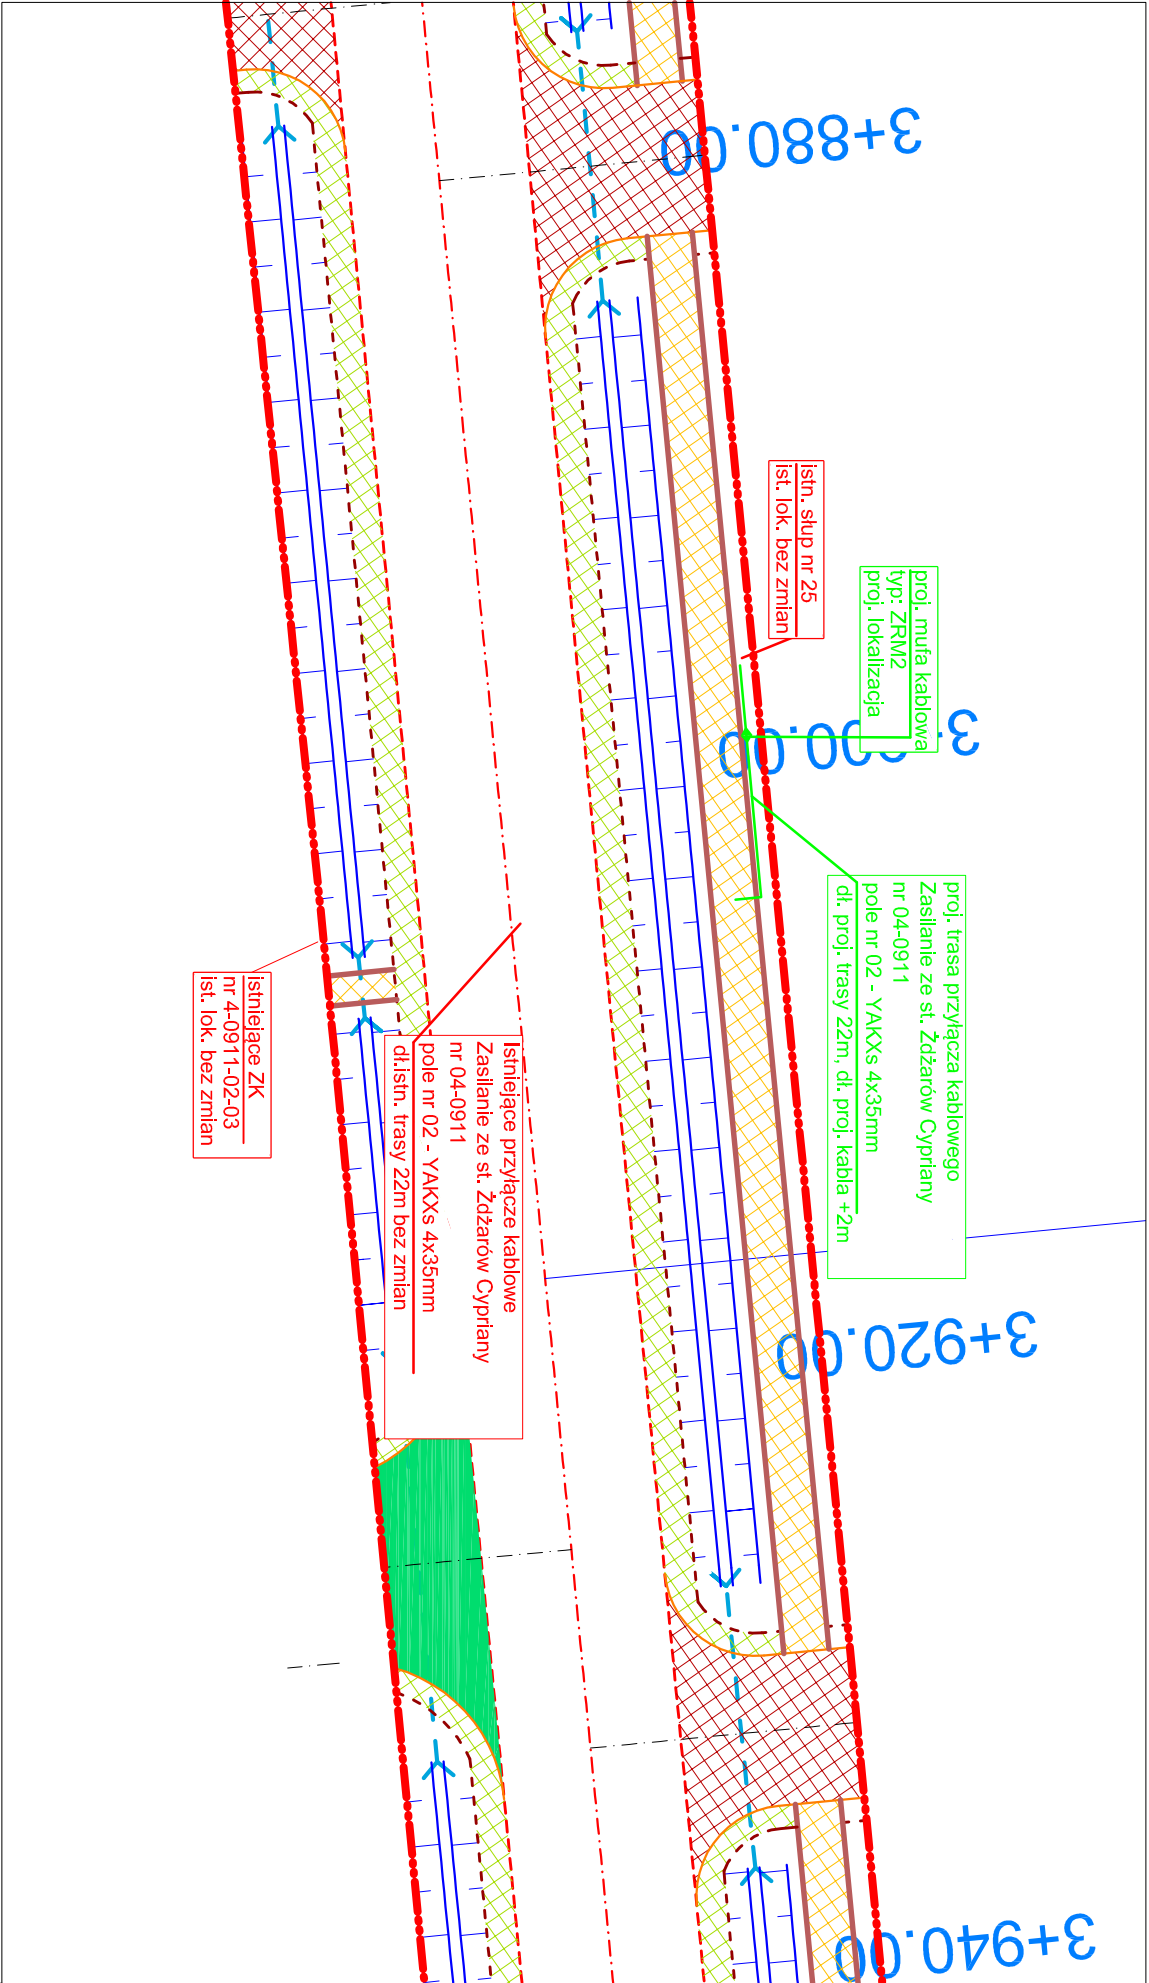 3+880.00
istn. słup nr 25
ist. lok. bez zmian
proj. mufa kablowa
typ: ZRM2
proj. lokalizacja
proj. trasa przyłącza kablowego
Zasilanie ze st. Żdżarów Cypriany
nr 04-0911
pole nr 02 - YAKXs 4x35mm
dł. proj. trasy 22m, dł. proj. kabla +2m
Istniejące przyłącze kablowe
Zasilanie ze st. Żdżarów Cypriany
nr 04-0911
pole nr 02 - YAKXs 4x35mm
dł.istn. trasy 22m bez zmian
istniejące ZK
nr 4-0911-02-03
ist. lok. bez zmian
3+920.00
3+940.00